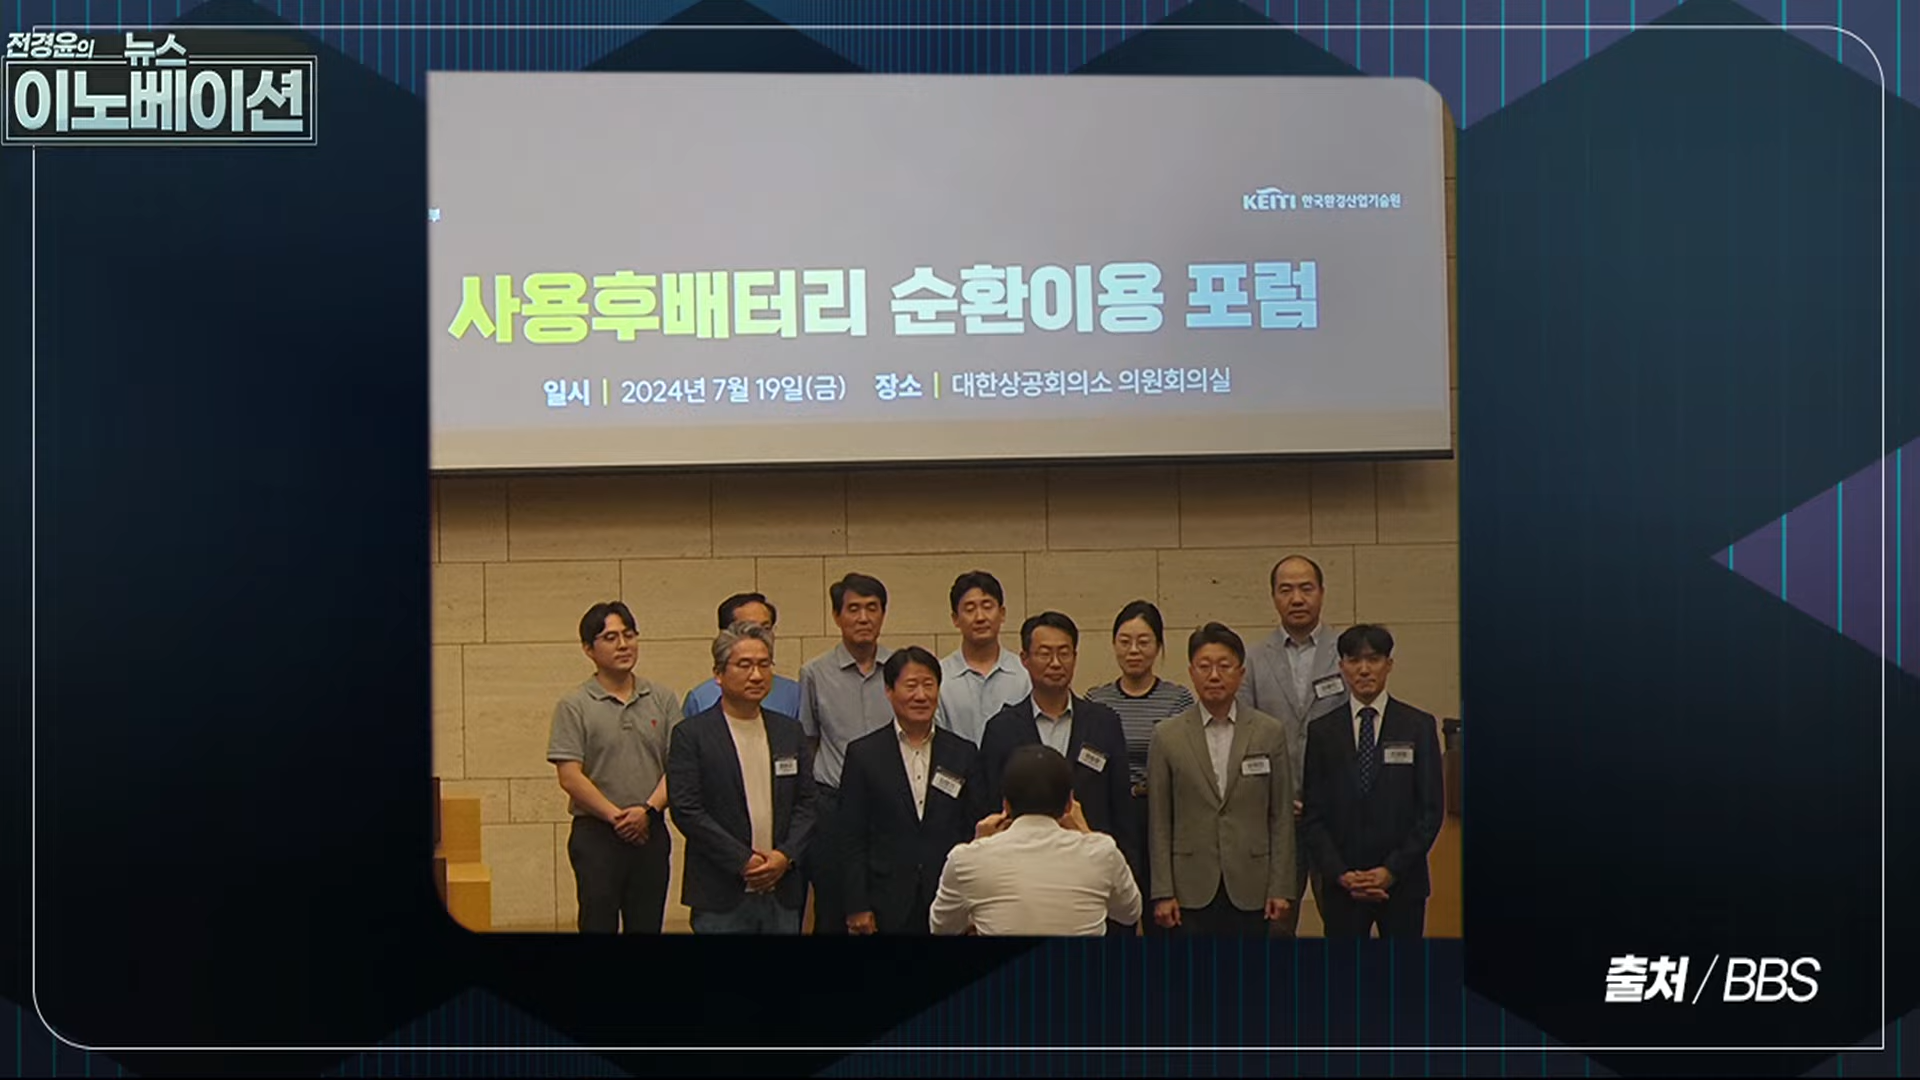 전경윤의 뉴스
이노베이션
부
KEITI 한국환경산업기술원
사용후배터리 순환이용 포럼
일시 | 2024년 7월 19일(금) 장소 | 대한상공회의소 의원회의실
출처 / BBS